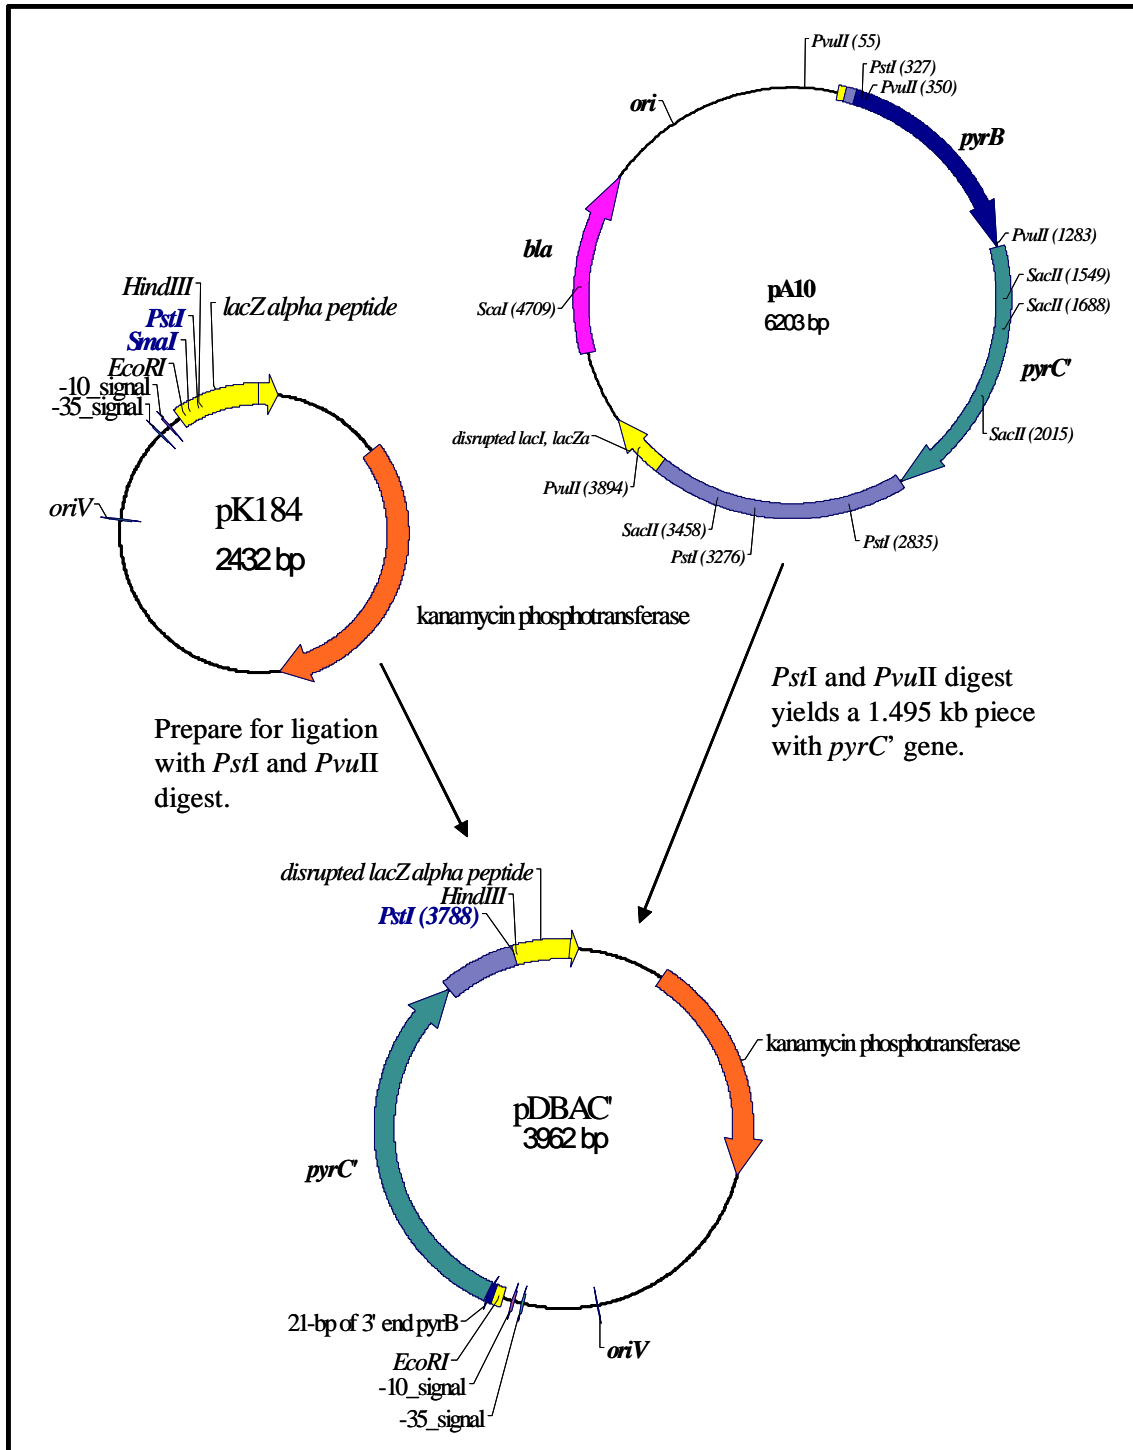 PvuII (55)
PstI (327)
PvuII (350)
ori
pyrB
PvuII (1283)
bla
SacII (1549)
ScaI (4709)
pA10
6203 bp
SacII (1688)
pyrC'
SacII (2015)
disrupted lacI, lacZa
PvuII (3894)
SacII (3458)
PstI (3276)
PstI (2835)
HindIII
lacZ alpha peptide
PstI
SmaI
EcoRI
-10_signal
-35_signal
oriV
pK184
2432 bp
kanamycin phosphotransferase
Prepare for ligation
with PstI and PvuII
digest.
PstI and PvuII digest
yields a 1.495 kb piece
with pyrC’ gene.
disrupted lacZ alpha peptide
HindIII
PstI (3788)
kanamycin phosphotransferase
pDBAC'
3962 bp
pyrC'
21-bp of 3' end pyrB
EcoRI
-10_signal
-35_signal
oriV